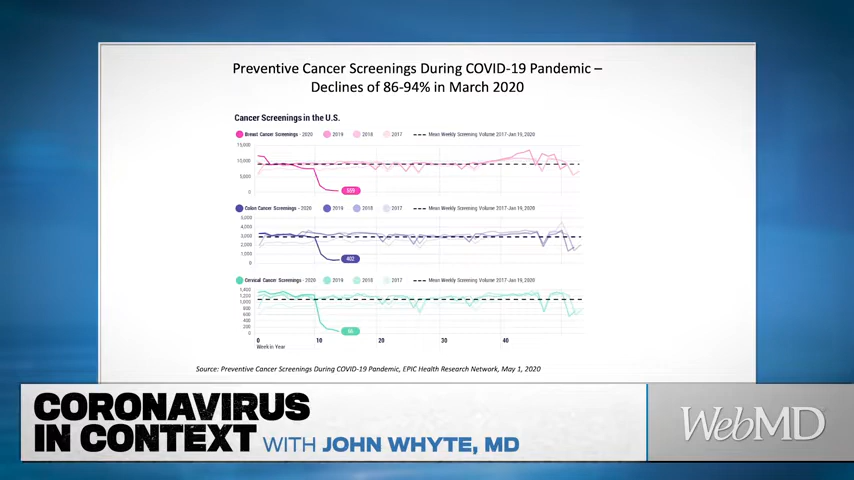 Preventive Cancer Screenings During COVID-19 Pandemic –
Declines of 86-94% in March 2020
Cancer Screenings in the U.S.
Breast Cancer Screenings - 2020 2019 2018 2017 Mean Weekly Screening Volume 2017-Jan 19, 2020
15,000
10,000
5,000
0
559
Colon Cancer Screenings - 2020 2019 2018 2017 Mean Weekly Screening Volume 2017-Jan 19, 2020
5,000
4,000
3,000
2,000
1,000
0
402
Cervical Cancer Screenings - 2020 2019 2018 2017 Mean Weekly Screening Volume 2017-Jan 19, 2020
1,400
1,200
1,000
800
600
400
200
0
0 10 20 30 40
Week in Year
Source: Preventive Cancer Screenings During COVID-19 Pandemic, EPIC Health Research Network, May 1, 2020
CORONAVIRUS
IN CONTEXT WITH JOHN WHYTE, MD
WebMD